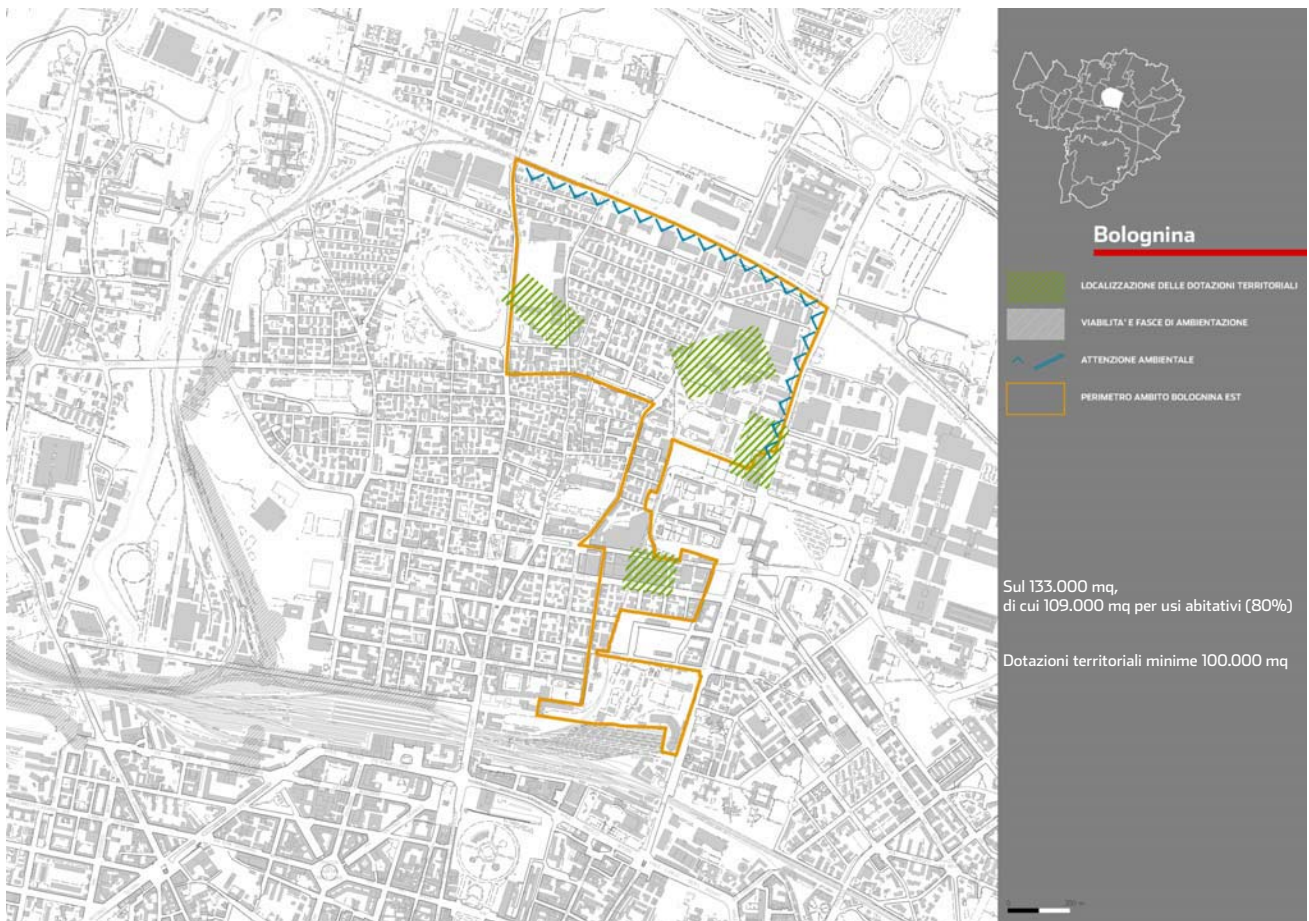 Bolognina
LOCALIZZAZIONE DELLE DOTAZIONI TERRITORIALI
VIABILITA' E FASCE DI AMBIENTAZIONE
ATTENZIONE AMBIENTALE
PERIMETRO AMBITO BOLOGNINA EST
Sul 133.000 mq,
di cui 109.000 mq per usi abitativi (80%)
Dotazioni territoriali minime 100.000 mq